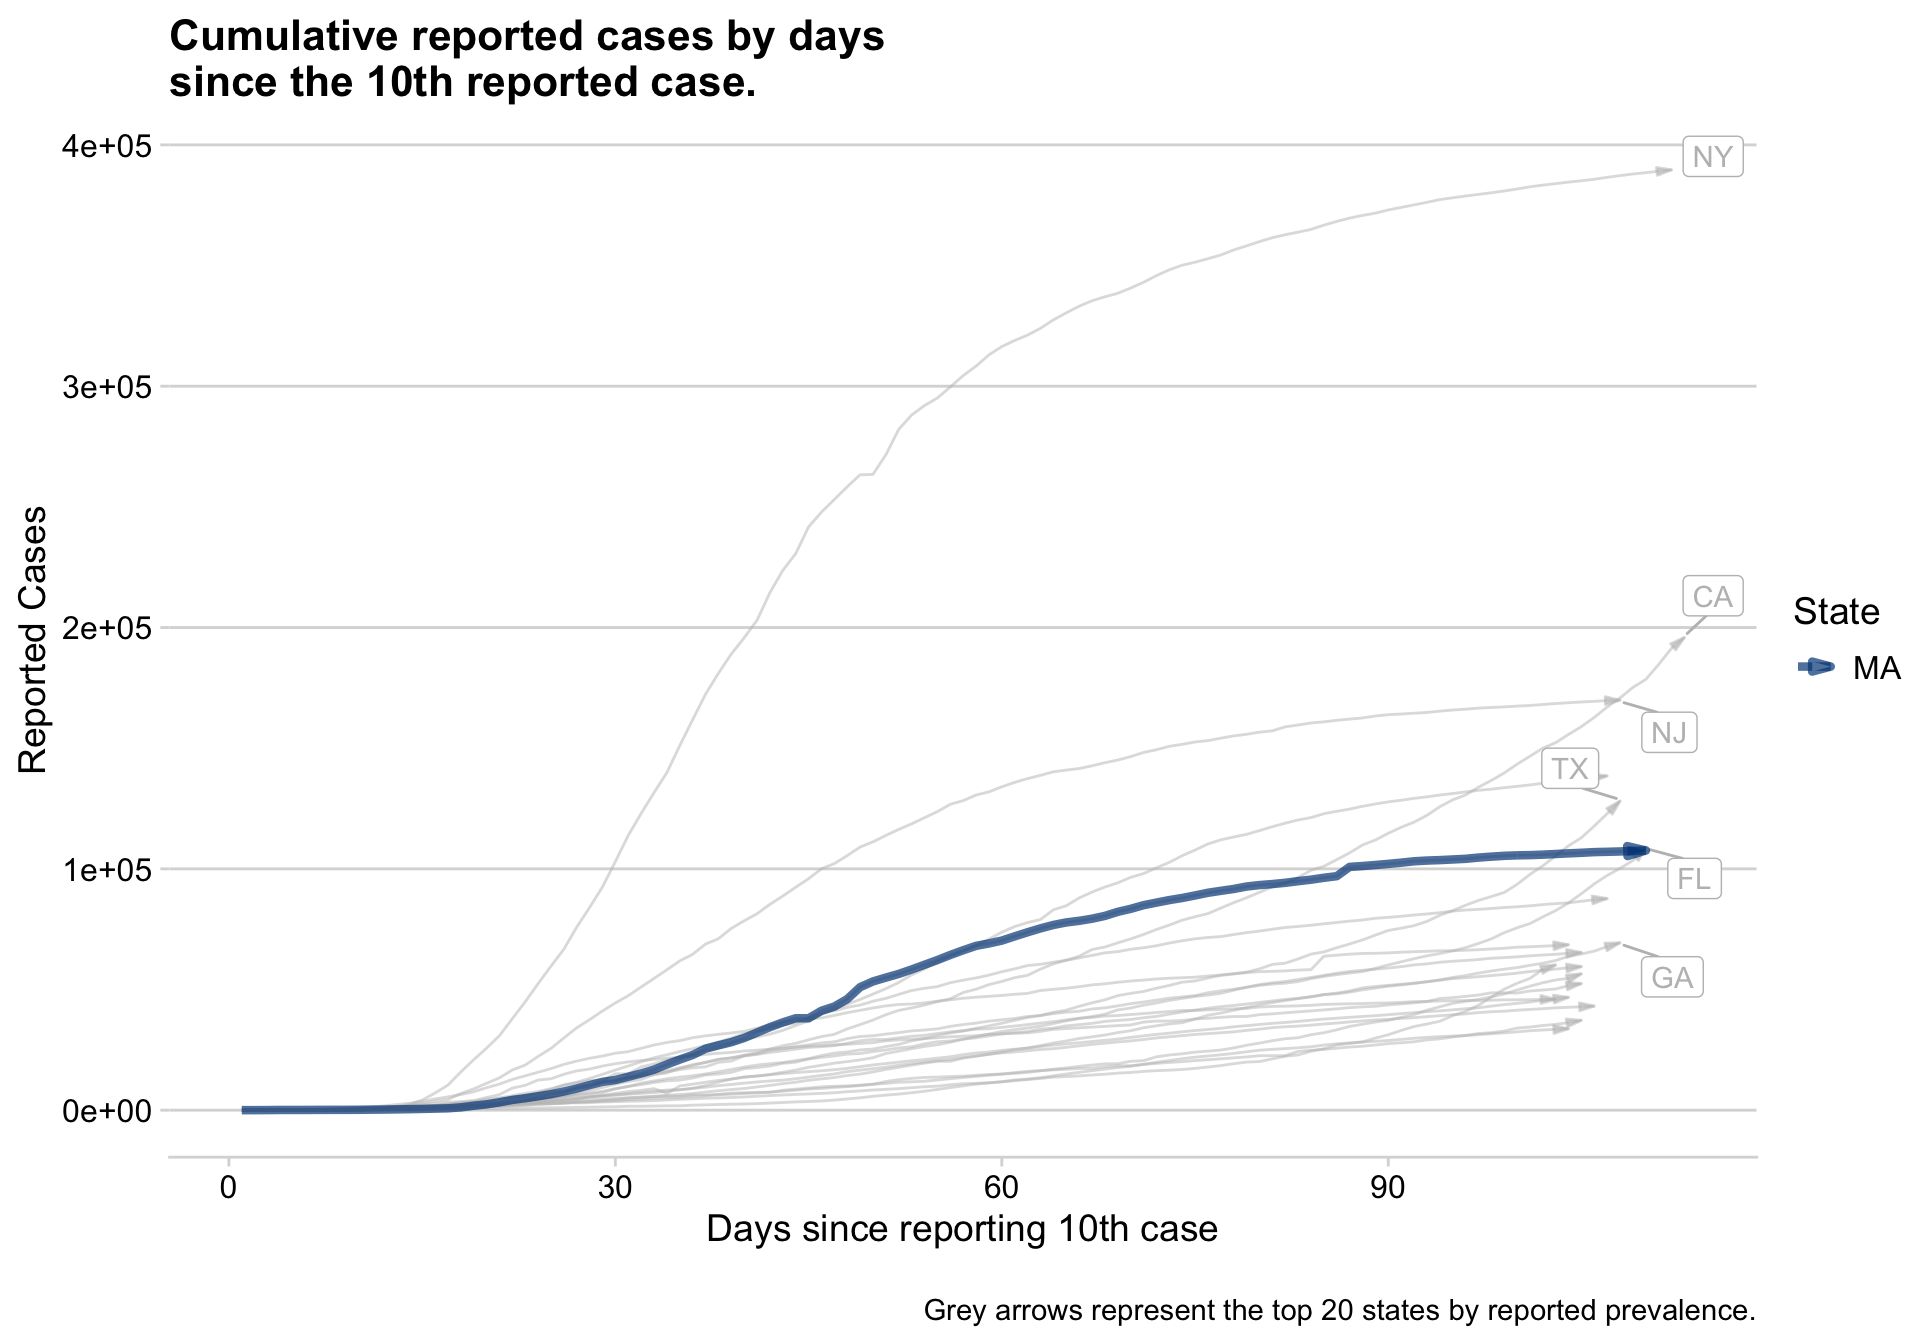 Cumulative reported cases by days
since the 10th reported case.
4e+05
3e+05
2e+05
1e+05
0e+00
Reported Cases
NY
CA
NJ
TX
FL
GA
State
MA
0
30
60
90
Days since reporting 10th case
Grey arrows represent the top 20 states by reported prevalence.